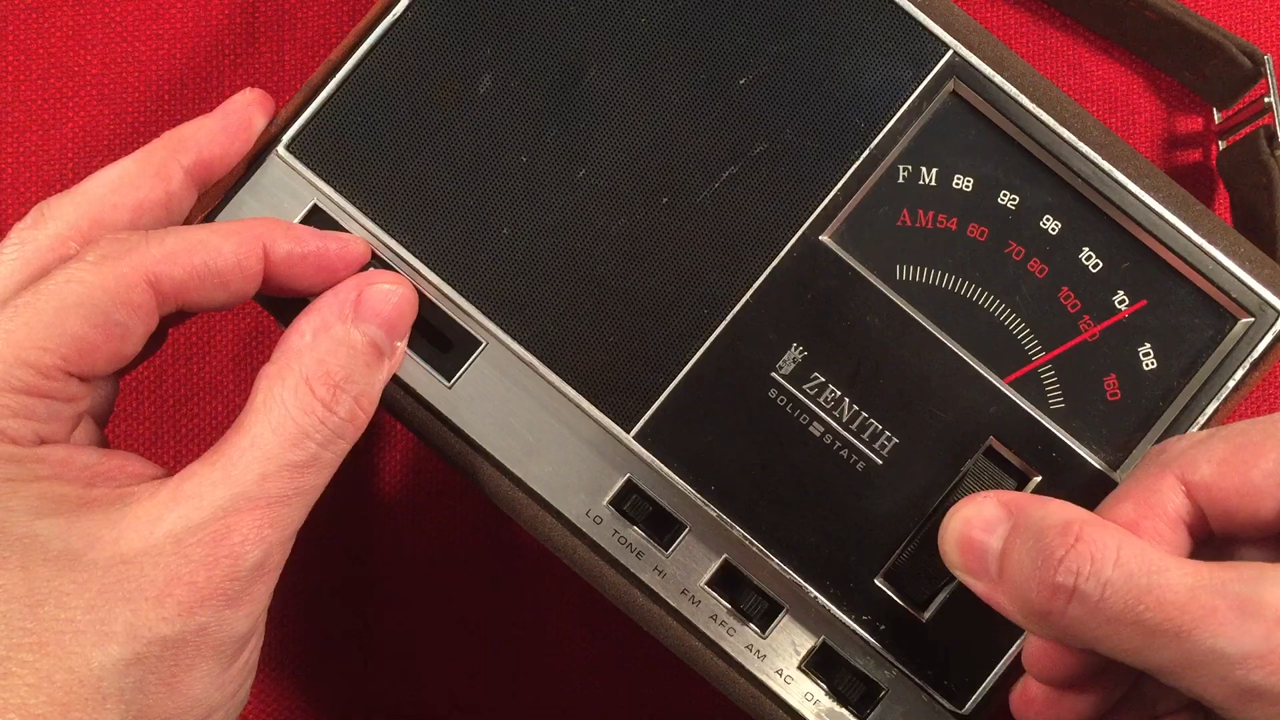 FM 88 92 96 100 104 108
AM 54 60 70 80 100 120 160
ZENITH
SOLID STATE
LO TONE HI
FM AFC AM
AC